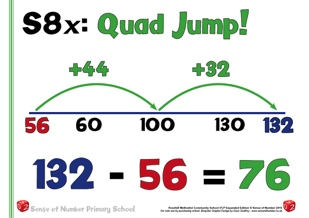 S8x: Quad Jump!
+44 +32
56 60 100 130 132
132 - 56 = 76
Sense of Number Primary School